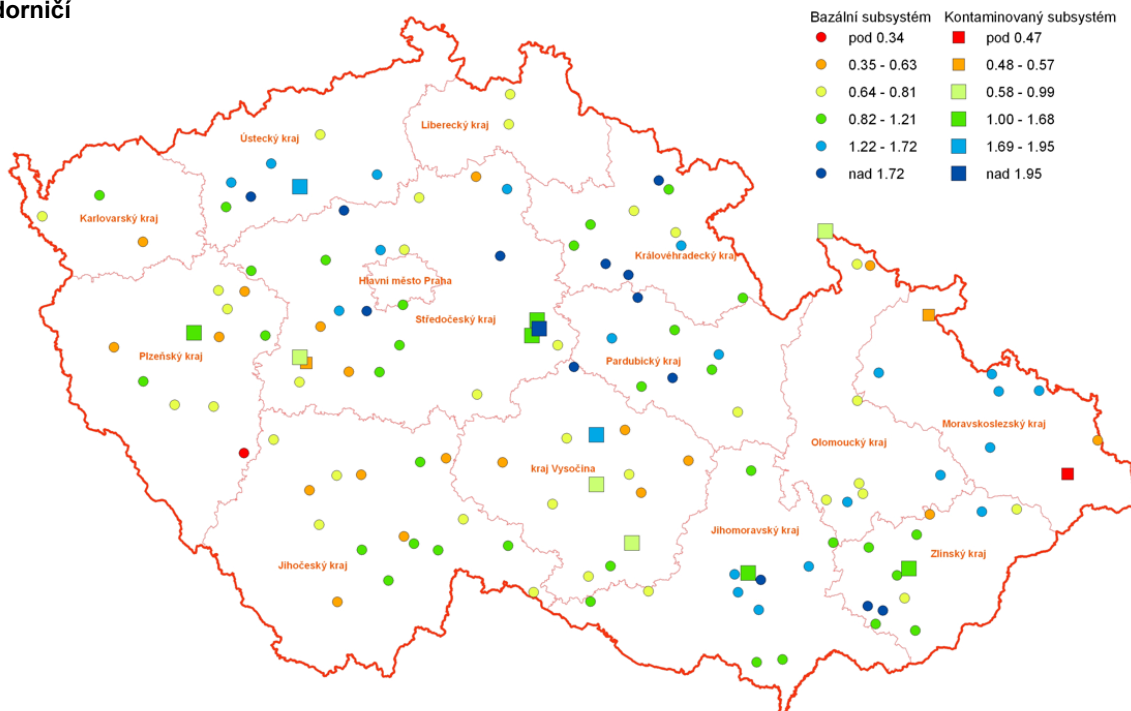 dorničí
Bazální subsystém Kontaminovaný subsystém
pod 0.34 pod 0.47
0.35 - 0.63 0.48 - 0.57
0.64 - 0.81 0.58 - 0.99
0.82 - 1.21 1.00 - 1.68
1.22 - 1.72 1.69 - 1.95
nad 1.72 nad 1.95
Liberecký kraj
Ústecký kraj
Karlovarský kraj
Královéhradecký kraj
Hlavní město Praha
Středočeský kraj
Plzeňský kraj
Pardubický kraj
Moravskoslezský kraj
Olomoucký kraj
kraj Vysočina
Jihomoravský kraj
Zlínský kraj
Jihočeský kraj